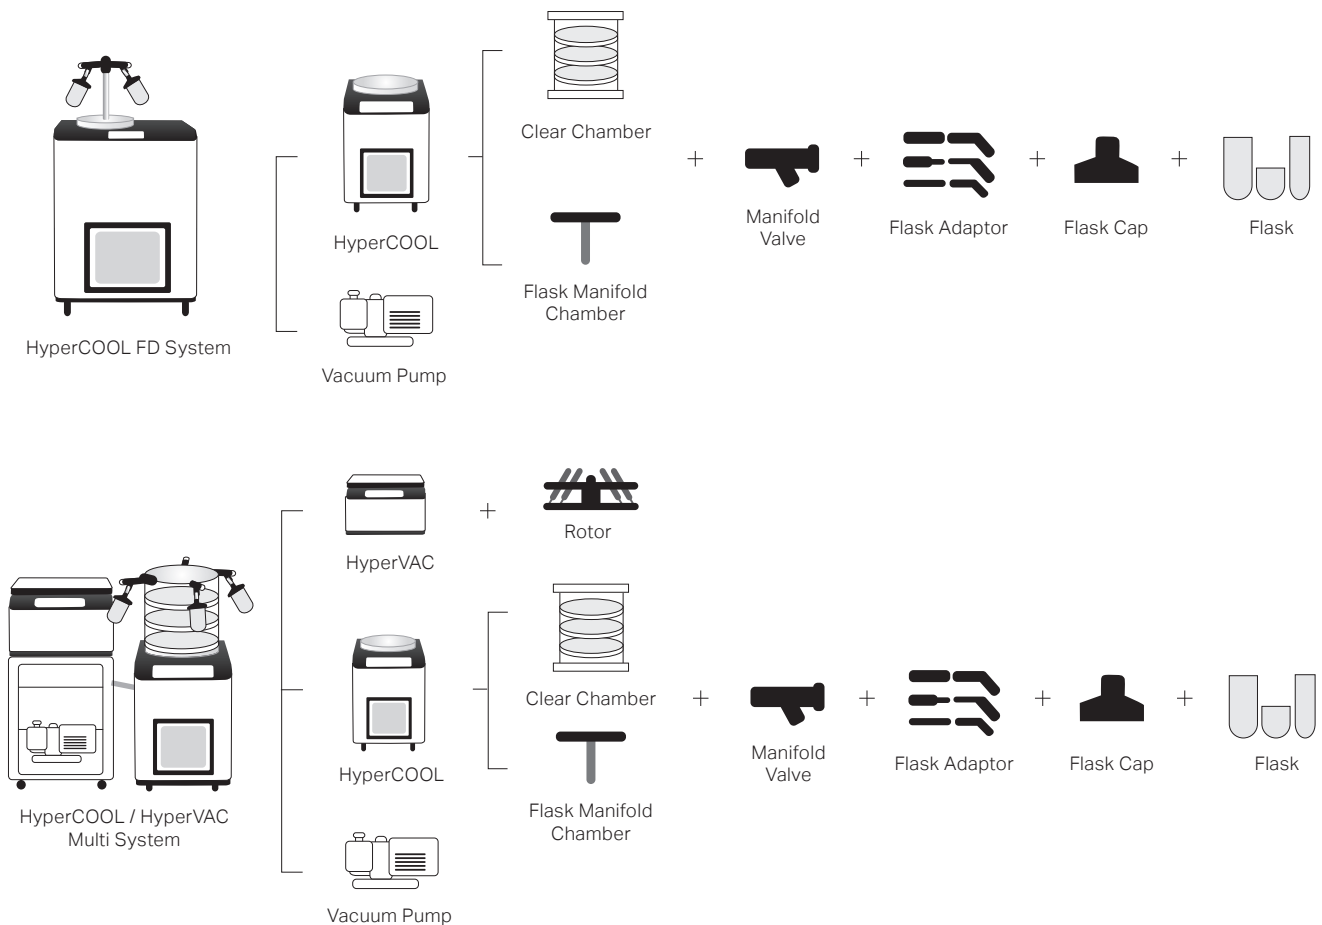 Clear Chamber
Manifold
Valve
Flask Adaptor
Flask Cap
Flask
HyperCOOL
Flask Manifold
Chamber
HyperCOOL FD System
Vacuum Pump
Rotor
HyperVAC
Clear Chamber
Manifold
Valve
Flask Adaptor
Flask Cap
Flask
HyperCOOL
Flask Manifold
Chamber
HyperCOOL / HyperVAC
Multi System
Vacuum Pump